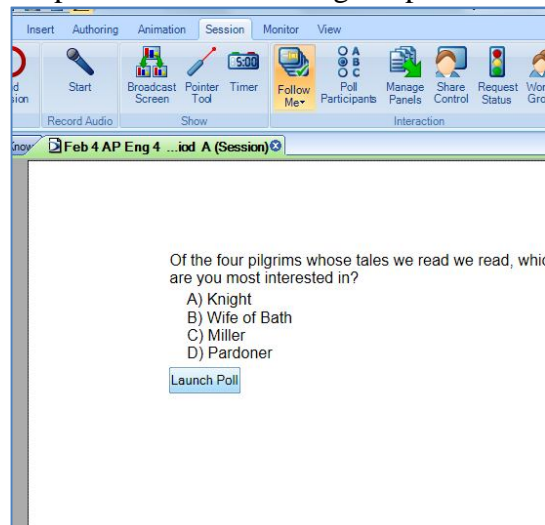 Insert Authoring Animation Session Monitor View
Start
Broadcast Screen
Pointer Tool
Timer
5:00
Follow Me
A
B
C
Poll Participants
Manage Panels
Share Control
Request Status
Record Audio
Show
Interaction
Feb 4 AP Eng 4 ...iod A (Session)
Of the four pilgrims whose tales we read we read,
are you most interested in?
A) Knight
B) Wife of Bath
C) Miller
D) Pardoner
Launch Poll